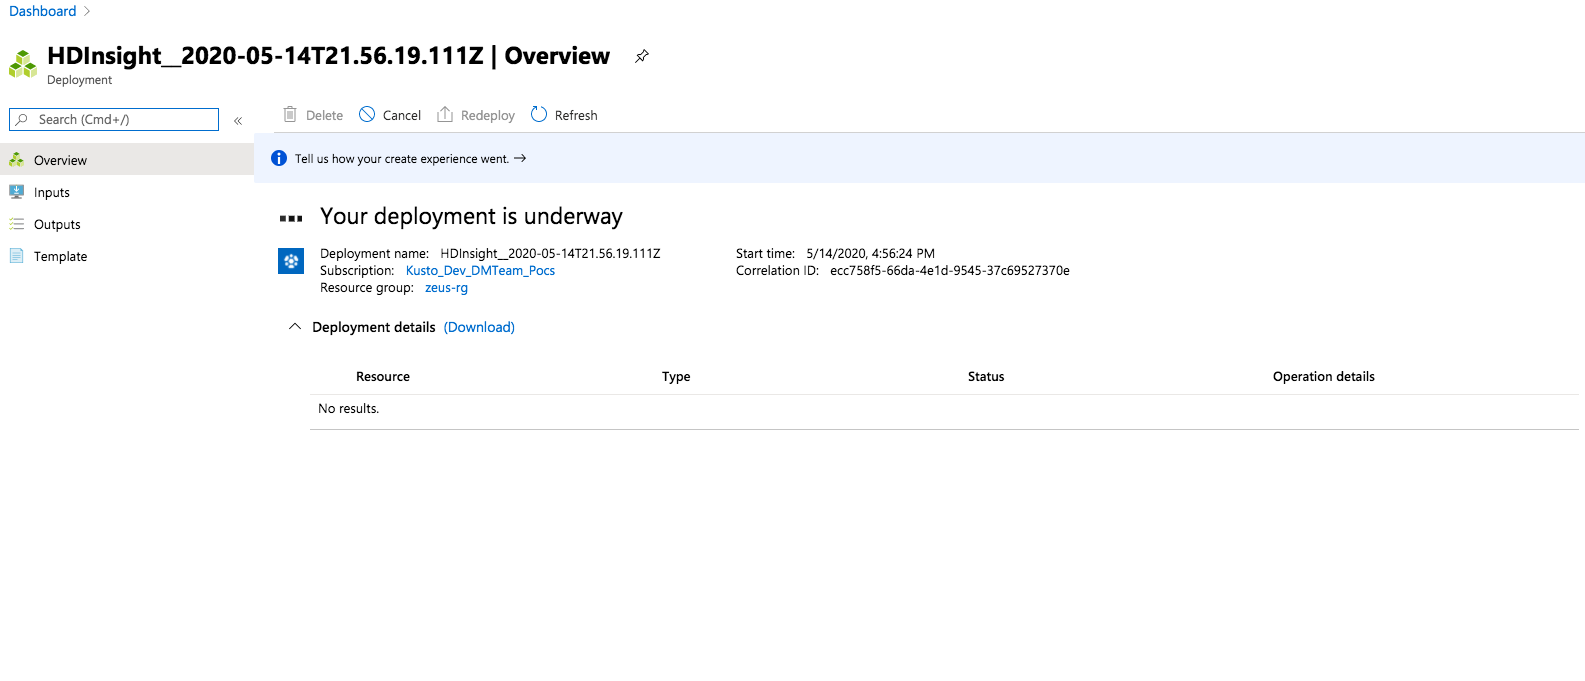 Dashboard
HDInsight__2020-05-14T21.56.19.111Z | Overview
Deployment
Search (Cmd+/)
«
Delete
Cancel
Redeploy
Refresh
Overview
Inputs
Outputs
Template
Tell us how your create experience went. →
Your deployment is underway
Deployment name: HDInsight__2020-05-14T21.56.19.111Z
Subscription: Kusto_Dev_DMTeam_Pocs
Resource group: zeus-rg
Start time: 5/14/2020, 4:56:24 PM
Correlation ID: ecc758f5-66da-4e1d-9545-37c69527370e
Deployment details (Download)
Resource Type Status Operation details
No results.